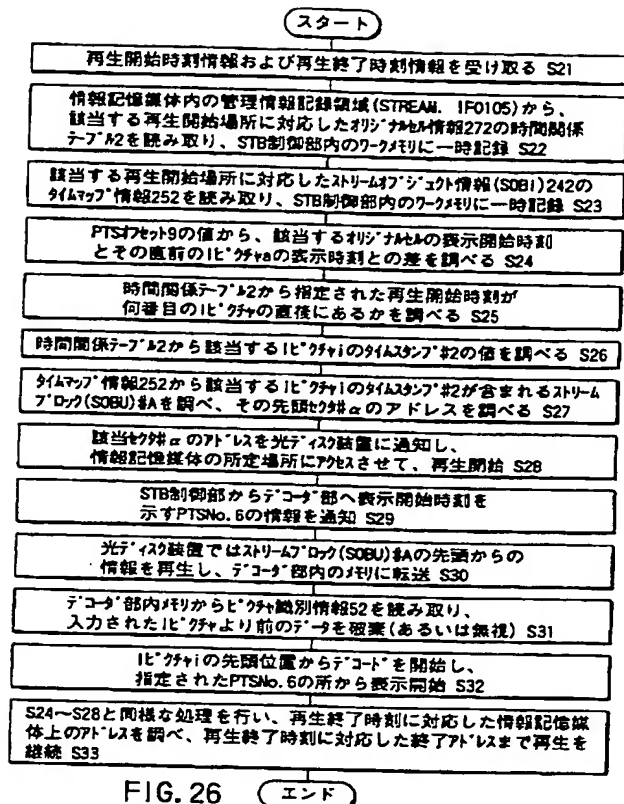 スタート
再生開始時刻情報および再生終了時刻情報を受け取る S21
情報記憶媒体内の管理情報記録領域(STREAM. IFO105)から、
該当する再生開始場所に対応したオリジナルセル情報272の時間関係
テーブル2を読み取り、STB制御部内のワークメモリに一時記録 S22
該当する再生開始場所に対応したストリームオブジェクト情報(SOBI)242の
タイムマップ情報252を読み取り、STB制御部内のワークメモリに一時記録 S23
PTSオフセット9の値から、該当するオリジナルセルの表示開始時刻
とその直前のIピクチャaの表示時刻との差を調べる S24
時間関係テーブル2から指定された再生開始時刻が
何番目のIピクチャの直後にあるかを調べる S25
時間関係テーブル2から該当するIピクチャiのタイムスタンプ#2の値を調べる S26
タイムマップ情報252から該当するIピクチャiのタイムスタンプ#2が含まれるストリーム
ブロック(SOBU)#Aを調べ、その先頭セクタ#αのアドレスを調べる S27
該当セクタ#αのアドレスを光ディスク装置に通知し、
情報記憶媒体の所定場所にアクセスさせて、再生開始 S28
STB制御部からデコーダ部へ表示開始時刻を
示すPTSNo.6の情報を通知 S29
光ディスク装置ではストリームブロック(SOBU)#Aの先頭からの
情報を再生し、デコーダ部内のメモリに転送 S30
デコーダ部内メモリからピクチャ識別情報52を読み取り、
入力されたIピクチャより前のデータを破棄(あるいは無視) S31
Iピクチャiの先頭位置からデコードを開始し、
指定されたPTSNo.6の所から表示開始 S32
S24～S28と同様な処理を行い、再生終了時刻に対応した情報記憶媒
体上のアドレスを調べ、再生終了時刻に対応した終了アドレスまで再生を
継続 S33
エンド
FIG. 26